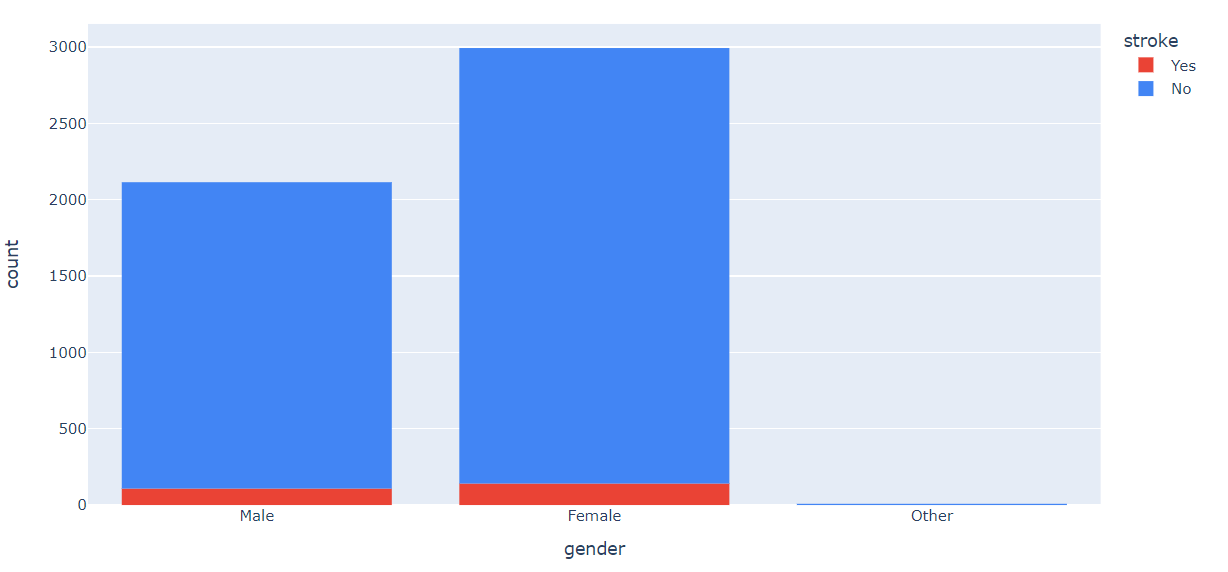 stroke
Yes
No
3000
2500
2000
1500
1000
500
0
count
Male Female Other
gender